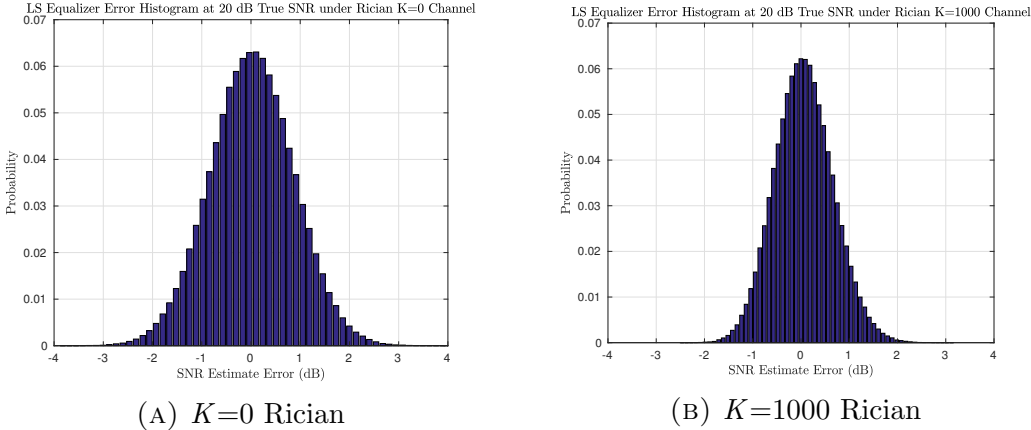 LS Equalizer Error Histogram at 20 dB True SNR under Rician K=0 Channel
0.07
0.06
0.05
0.04
0.03
0.02
0.01
0
Probability
-4 -3 -2 -1 0 1 2 3 4
SNR Estimate Error (dB)
(A) K=0 Rician
LS Equalizer Error Histogram at 20 dB True SNR under Rician K=1000 Channel
0.07
0.06
0.05
0.04
0.03
0.02
0.01
0
Probability
-4 -3 -2 -1 0 1 2 3 4
SNR Estimate Error (dB)
(B) K=1000 Rician